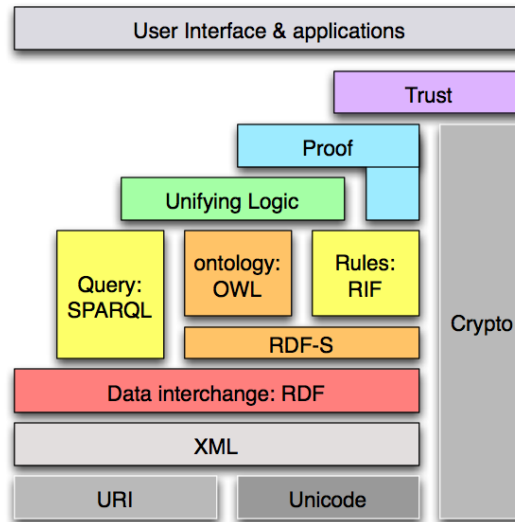 User Interface & applications
Trust
Proof
Unifying Logic
Query:
SPARQL
ontology:
OWL
Rules:
RIF
Crypto
RDF-S
Data interchange: RDF
XML
URI
Unicode